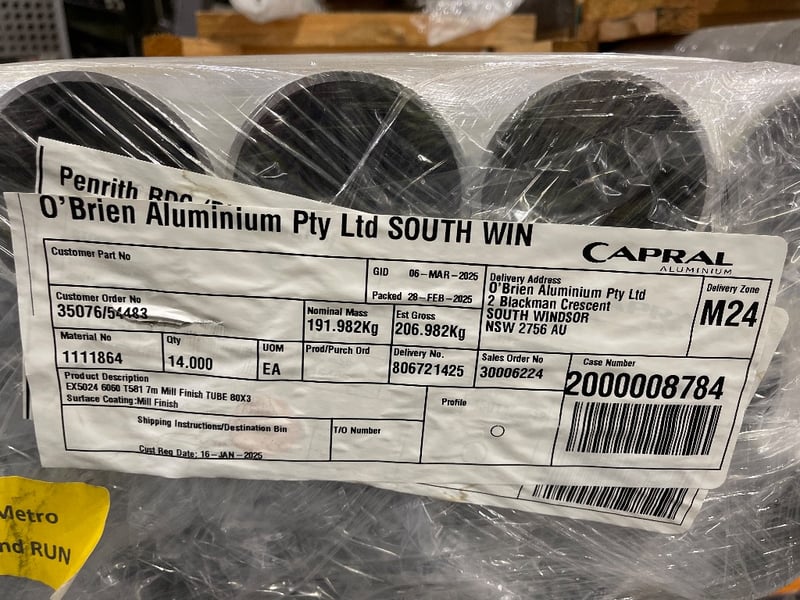 Penrith RDC
O'Brien Aluminium Pty Ltd SOUTH WIN
CAPRAL
ALUMINIUM
Customer Part No
GID 06-MAR-2025
Packed 28-FEB-2025
Delivery Address
O'Brien Aluminium Pty Ltd
2 Blackman Crescent
SOUTH WINDSOR
NSW 2756 AU
Delivery Zone
M24
Customer Order No
35076/54483
Nominal Mass
191.982Kg
Est Gross
206.982Kg
Material No
1111864
Qty
14.000
UOM
EA
Prod/Purch Ord
Delivery No.
806721425
Sales Order No
30006224
Case Number
2000008784
Product Description
EX5024 6060 T581 7m Mill Finish TUBE 80X3
Surface Coating:Mill Finish
Profile
Shipping Instructions/Destination Bin
T/O Number
Cust Req Date: 16-JAN-2025
Metro
nd RUN